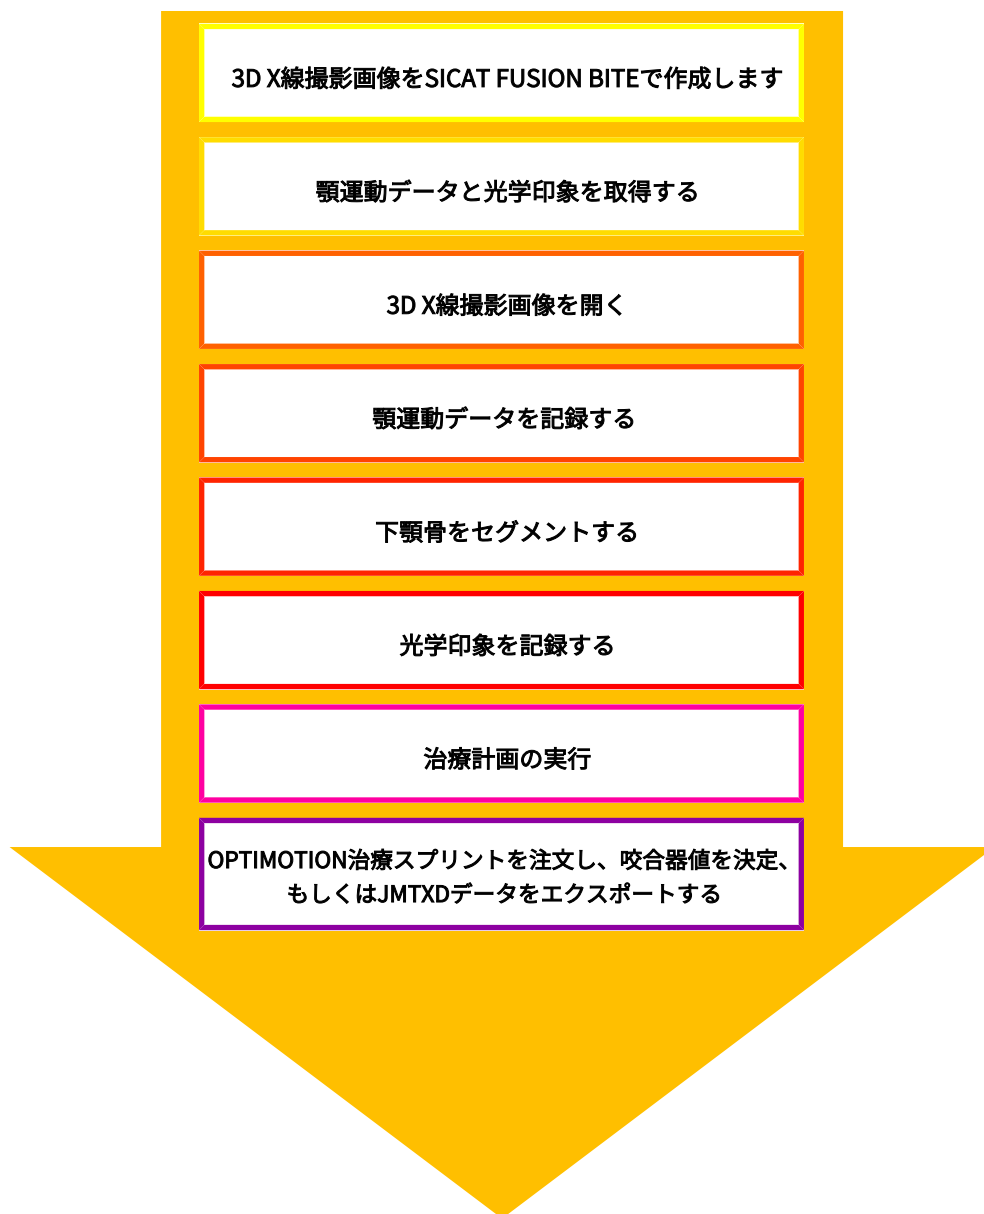 3D X線撮影画像をSICAT FUSION BITEで作成します
顎運動データと光学印象を取得する
3D X線撮影画像を開く
顎運動データを記録する
下顎骨をセグメントする
光学印象を記録する
治療計画の実行
OPTIMOTION治療スプリントを注文し、咬合器値を決定、
もしくはJMTXDデータをエクスポートする